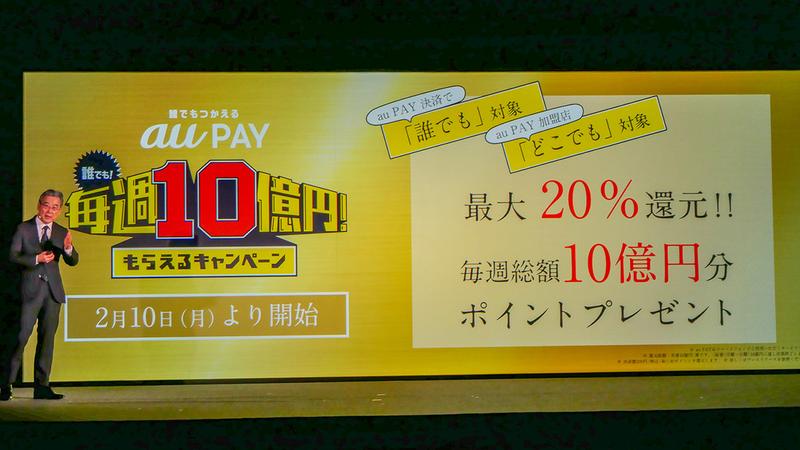 誰でもつかえる
au PAY
誰でも!
毎週10億円!
もらえるキャンペーン
2月10日(月)より開始
au PAY 決済で
「誰でも」対象
au PAY 加盟店
「どこでも」対象
最大 20%還元!!
毎週総額10億円分
ポイントプレゼント